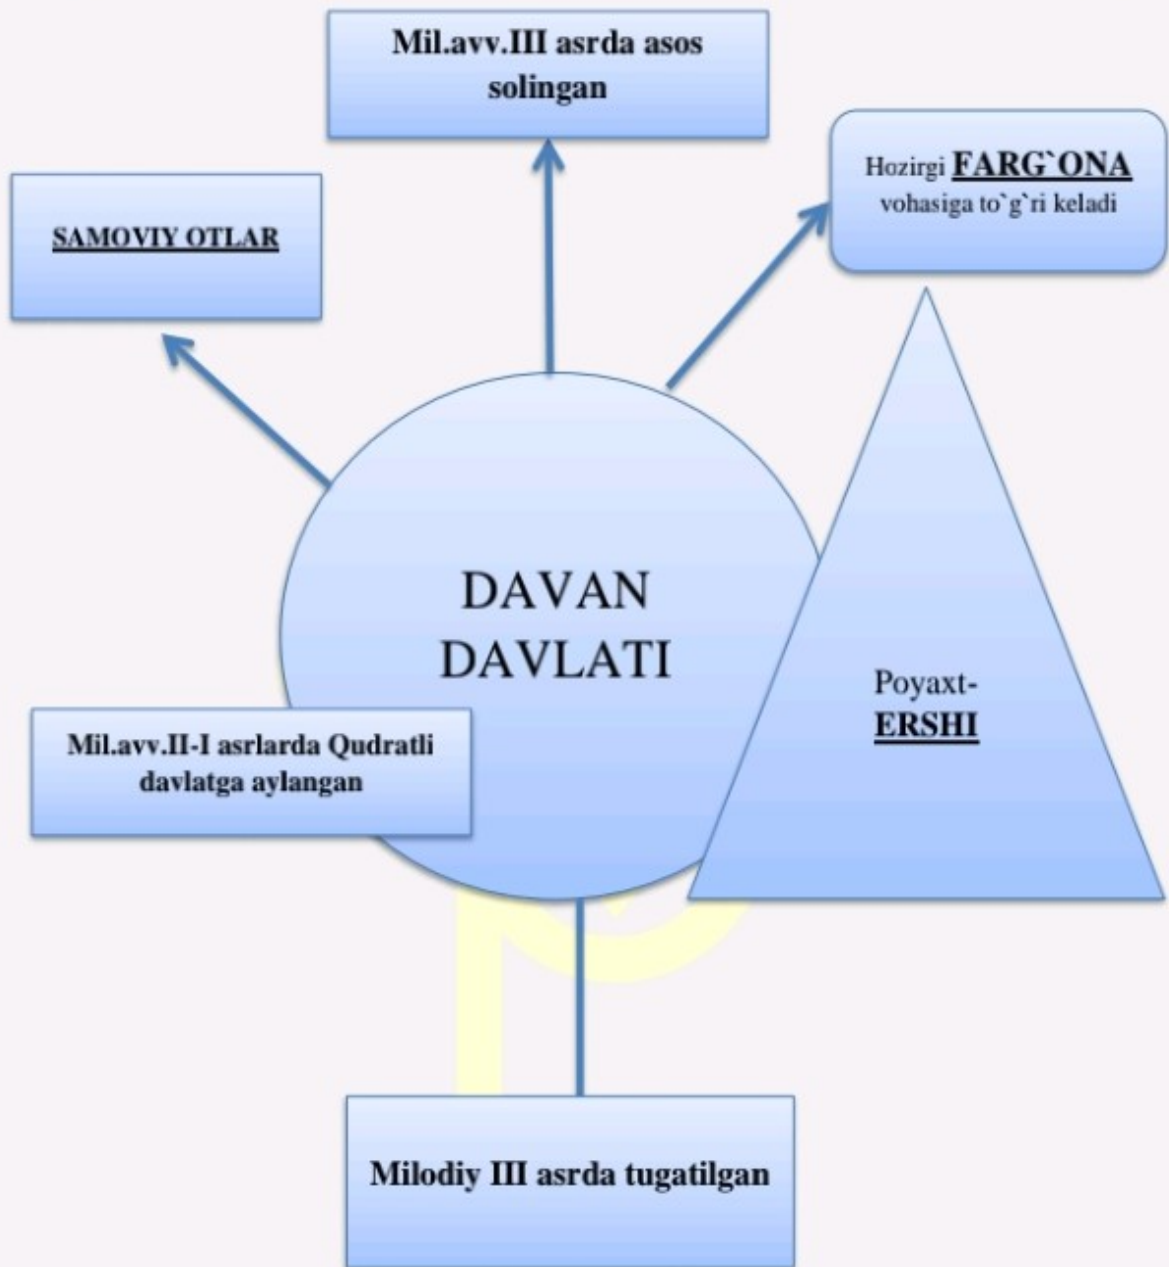 Mil.avv.III asrda asos
solingan
Hozirgi FARG`ONA
vohasiga to`g`ri keladi
SAMOVIY OTLAR
DAVAN
DAVLATI
Poyaxt-
ERSHI
Mil.avv.II-I asrlarda Qudratli
davlatga aylangan
Milodiy III asrda tugatilgan